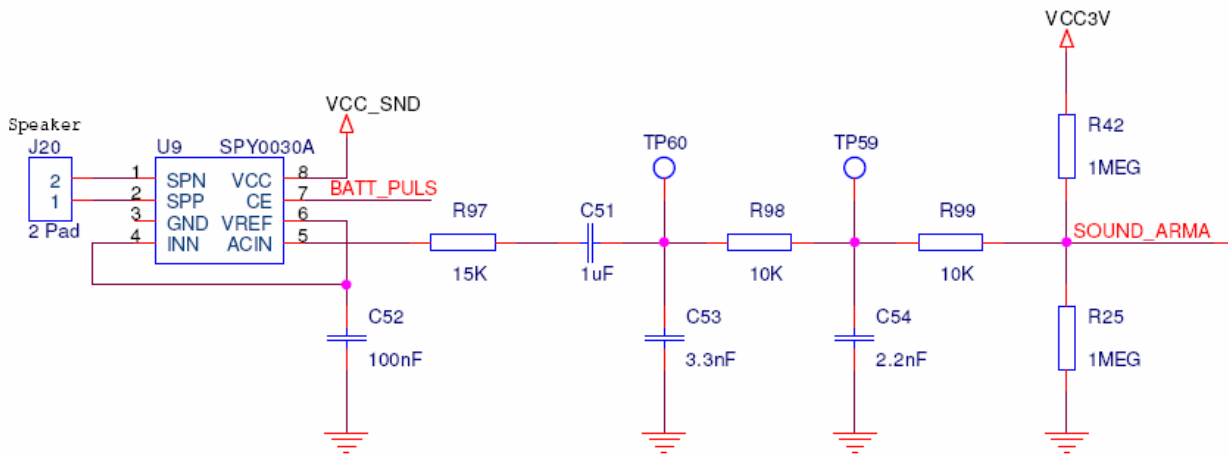 VCC3V
VCC_SND
Speaker
J20
U9 SPY0030A
TP60 TP59
R42
1MEG
2 1 SPN VCC 8
1 2 SPP CE 7 BATT_PULS
3 GND VREF 6
2 Pad 4 INN ACIN 5
R97 C51 R98 R99
SOUND_ARMA
15K 1uF 10K 10K
C52 C53 C54 R25
100nF 3.3nF 2.2nF 1MEG